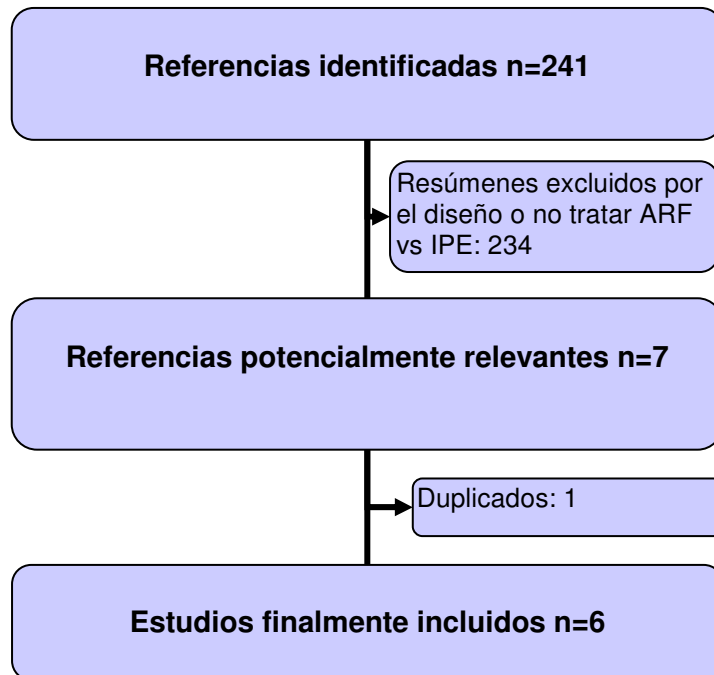 Referencias identificadas n=241
Resúmenes excluidos por
el diseño o no tratar ARF
vs IPE: 234
Referencias potencialmente relevantes n=7
Duplicados: 1
Estudios finalmente incluidos n=6